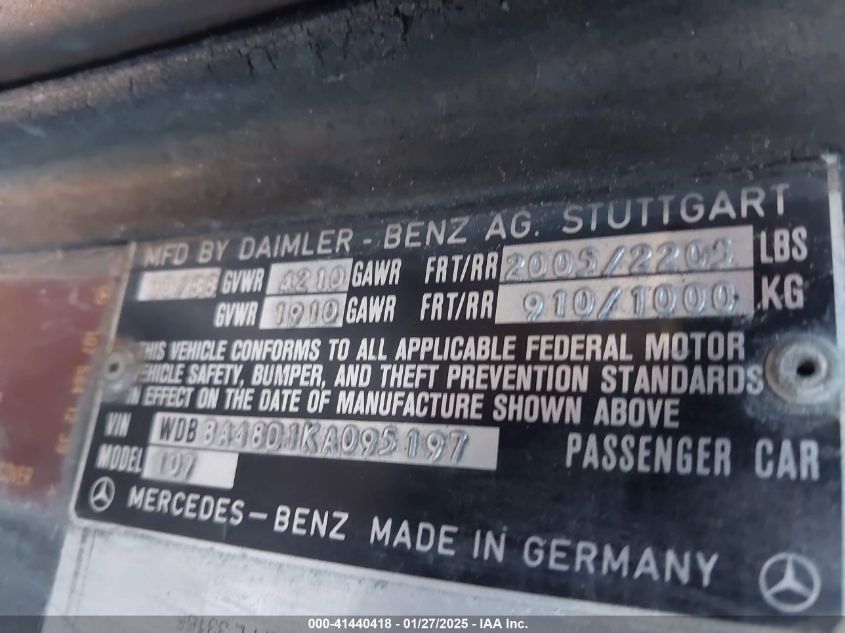 MFD BY DAIMLER - BENZ AG. STUTTGART
GVWR 4210 GAWR FRT/RR 2005/2205 LBS
GVWR 1910 GAWR FRT/RR 910/1000 KG
THIS VEHICLE CONFORMS TO ALL APPLICABLE FEDERAL MOTOR
VEHICLE SAFETY, BUMPER, AND THEFT PREVENTION STANDARDS
IN EFFECT ON THE DATE OF MANUFACTURE SHOWN ABOVE
VIN WDBBA48D1KA095197
MODEL 107 PASSENGER CAR
MERCEDES-BENZ MADE IN GERMANY
000-41440418 - 01/27/2025 - IAA Inc.